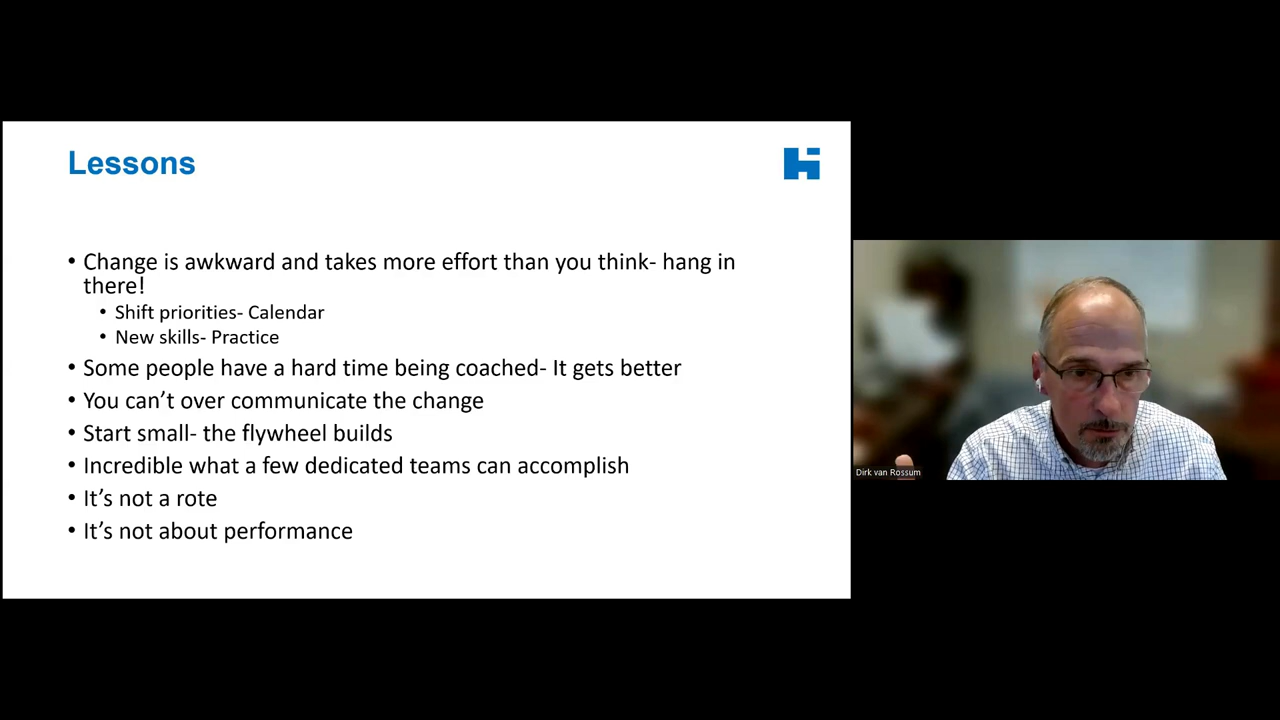 Lessons
• Change is awkward and takes more effort than you think- hang in
there!
• Shift priorities- Calendar
• New skills- Practice
• Some people have a hard time being coached- It gets better
• You can’t over communicate the change
• Start small- the flywheel builds
• Incredible what a few dedicated teams can accomplish
• It’s not a rote
• It’s not about performance
Dirk van Rossum